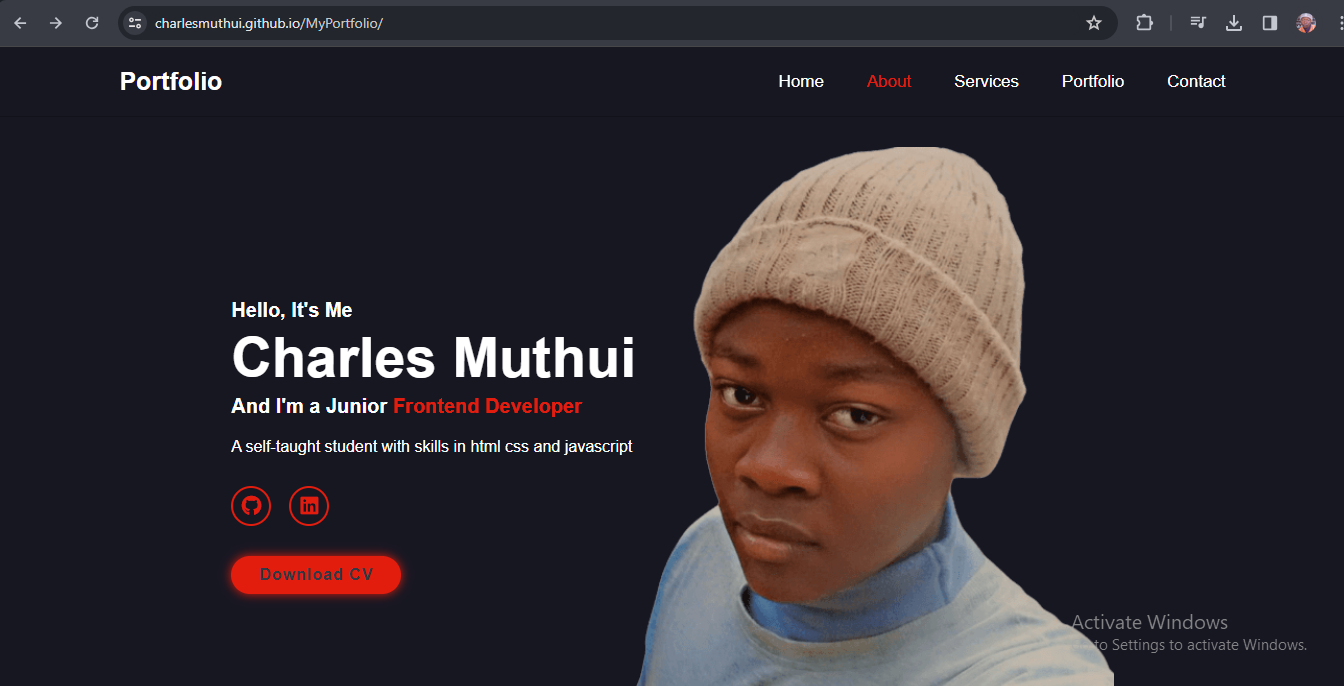 charlesmuthui.github.io/MyPortfolio/
Portfolio
Home About Services Portfolio Contact
Hello, It's Me
Charles Muthui
And I'm a Junior Frontend Developer
A self-taught student with skills in html css and javascript
in
Download CV
Activate Windows
to Settings to activate Windows.